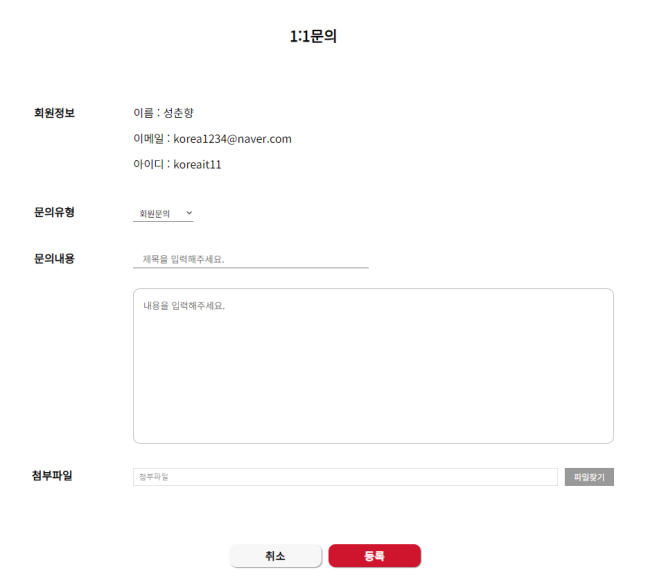 1:1문의
회원정보
이름 : 성춘향
이메일 : korea1234@naver.com
아이디 : koreait11
문의유형
회원문의
문의내용
제목을 입력해주세요.
내용을 입력해주세요.
첨부파일
첨부파일
파일찾기
취소
등록